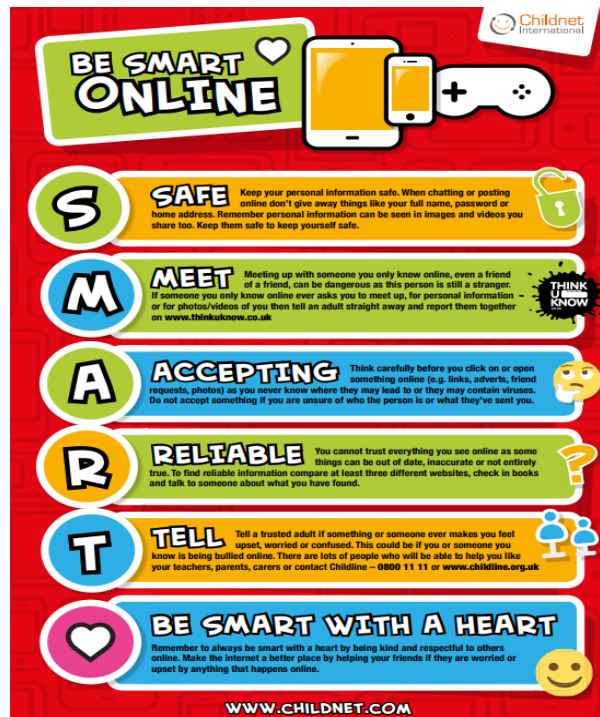 Childnet
International
BE SMART
ONLINE
S
SAFE Keep your personal information safe. When chatting or posting
online don't give away things like your full name, password or
home address. Remember personal information can be seen in images and videos you
share too. Keep them safe to keep yourself safe.
M
MEET Meeting up with someone you only know online, even a friend
of a friend, can be dangerous as this person is still a stranger.
If someone you only know online ever asks you to meet up, for personal information
or for photos/videos of you then tell an adult straight away and report them together
on www.thinkuknow.co.uk
THINK
U
KNOW
A
ACCEPTING Think carefully before you click on or open
something online (e.g. links, adverts, friend
requests, photos) as you never know where they may lead to or they may contain viruses.
Do not accept something if you are unsure of who the person is or what they've sent you.
R
RELIABLE You cannot trust everything you see online as some
things can be out of date, inaccurate or not entirely
true. To find reliable information compare at least three different websites, check in books
and talk to someone about what you have found.
?
T
TELL Tell a trusted adult if something or someone ever makes you feel
upset, worried or confused. This could be if you or someone you
know is being bullied online. There are lots of people who will be able to help you like
your teachers, parents, carers or contact Childline – 0800 11 11 or www.childline.org.uk
BE SMART WITH A HEART
Remember to always be smart with a heart by being kind and respectful to others
online. Make the internet a better place by helping your friends if they are worried or
upset by anything that happens online.
WWW.CHILDNET.COM